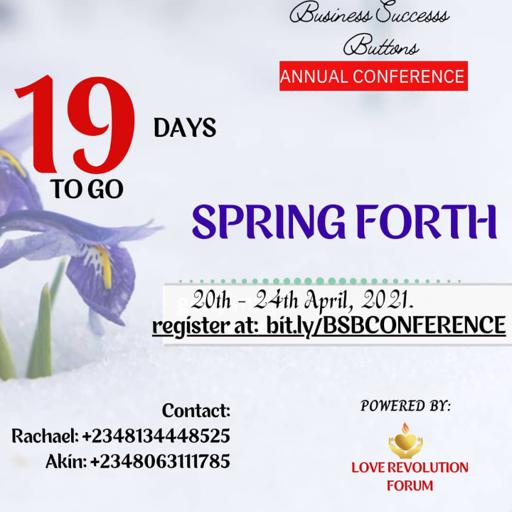 Business Successs
Buttons
ANNUAL CONFERENCE
19
DAYS
TO GO
SPRING FORTH
20th - 24th April, 2021.
register at: bit.ly/BSBCONFERENCE
Contact:
Rachael: +2348134448525
Akin: +2348063111785
POWERED BY:
LOVE REVOLUTION
FORUM